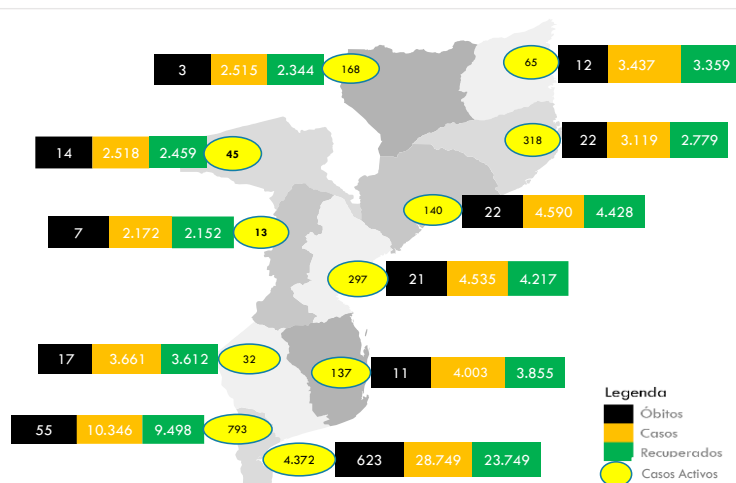 65 12 3.437 3.359
3 2.515 2.344 168
318 22 3.119 2.779
14 2.518 2.459 45
140 22 4.590 4.428
7 2.172 2.152 13
297 21 4.535 4.217
17 3.661 3.612 32
137 11 4.003 3.855
Legenda
Óbitos
Casos
Recuperados
Casos Activos
55 10.346 9.498 793
4.372 623 28.749 23.749